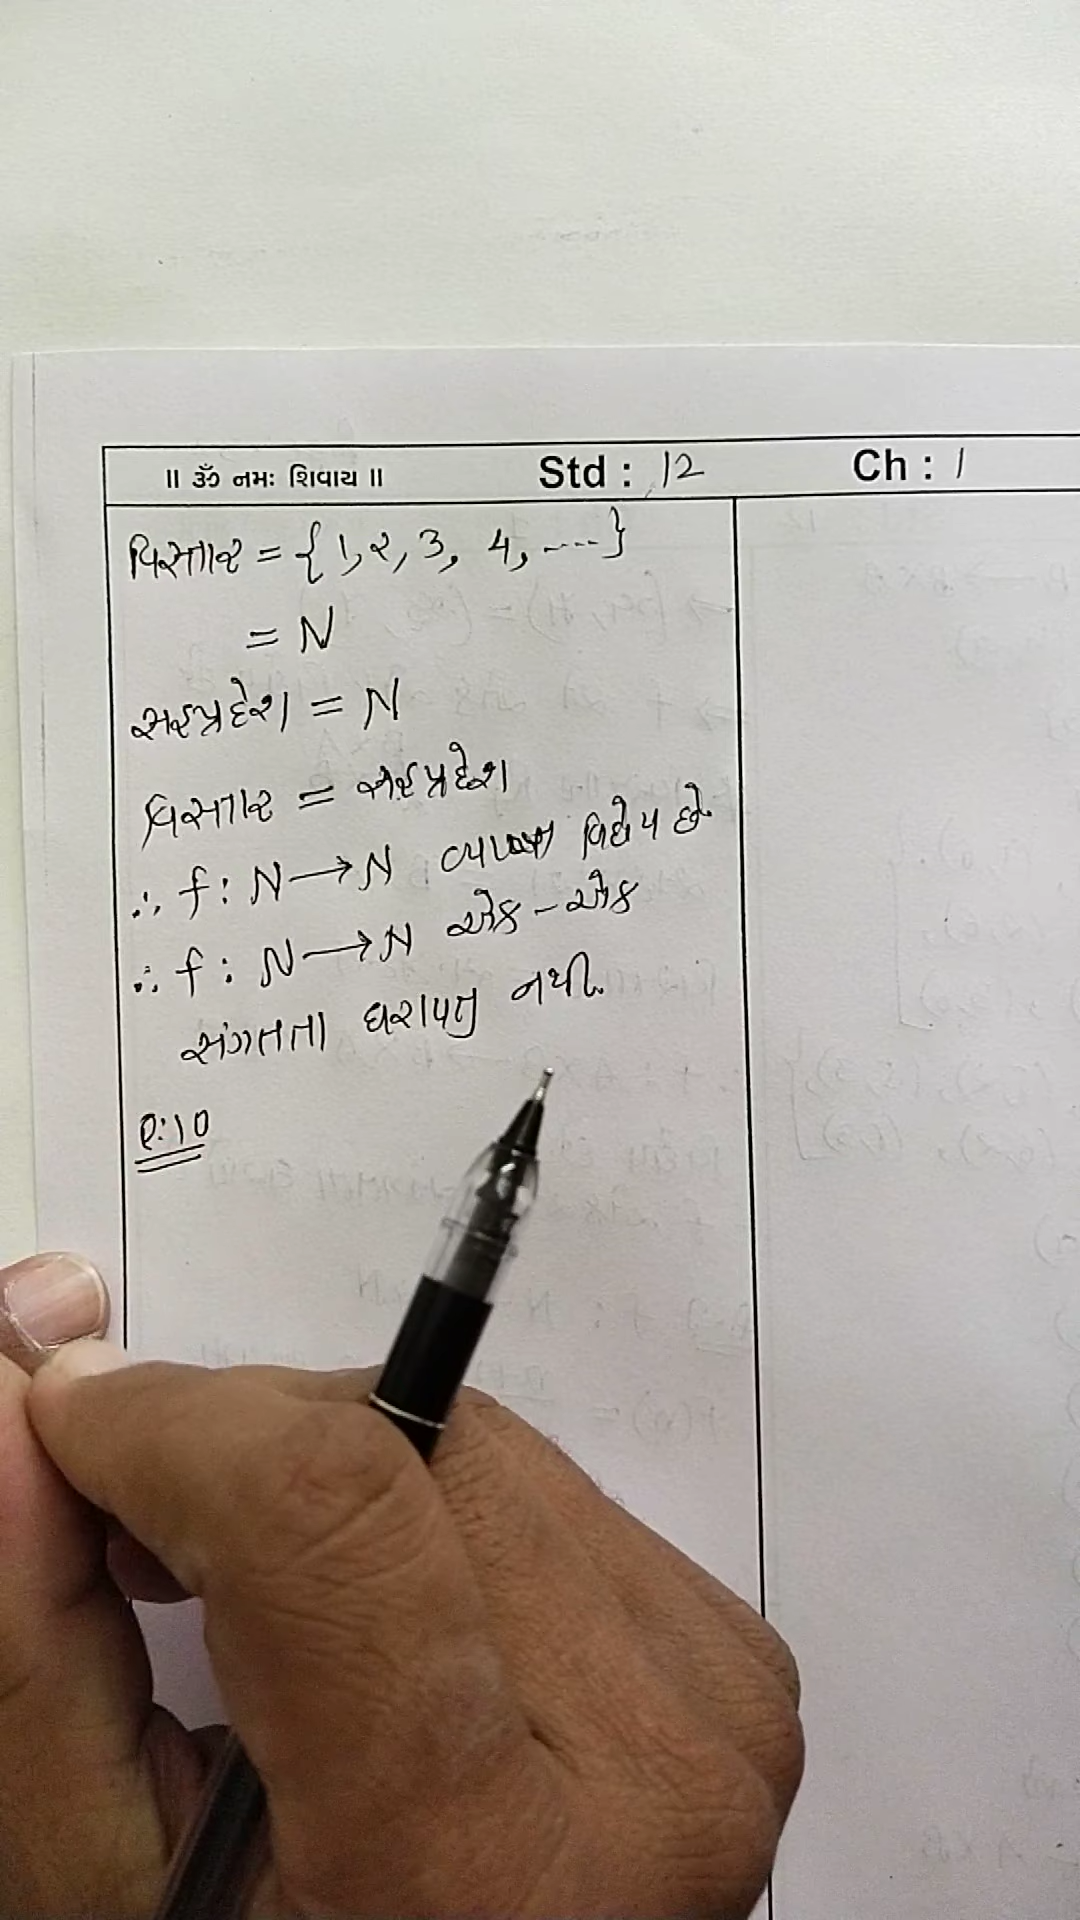 ॥ ૐ નમઃ શિવાય ॥ Std : 12 Ch : 1
વિસ્તાર = {1, ૨, 3, 4, ....}
= N
સહપ્રદેશ = N
વિસ્તાર = સહપ્રદેશ
∴ f : N → N વ્યાપ્ત વિધેય છે.
∴ f : N → N એક - એક
સંગતતા ધરાવતુ નથી.
Q:10